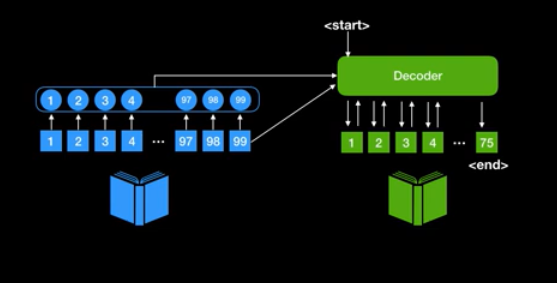 <start>
Decoder
1 2 3 4 97 98 99
1 2 3 4 ... 97 98 99
1 2 3 4 ... 75
<end>